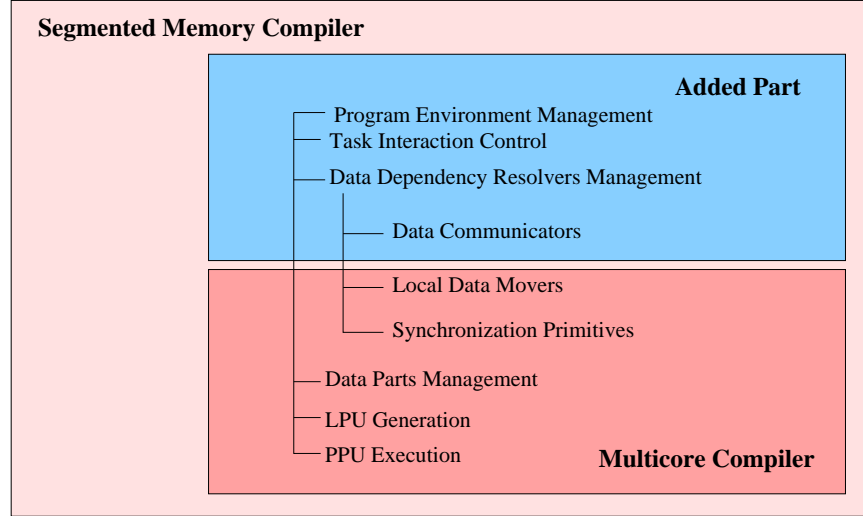 Segmented Memory Compiler
Added Part
Program Environment Management
Task Interaction Control
Data Dependency Resolvers Management
Data Communicators
Local Data Movers
Synchronization Primitives
Data Parts Management
LPU Generation
PPU Execution
Multicore Compiler